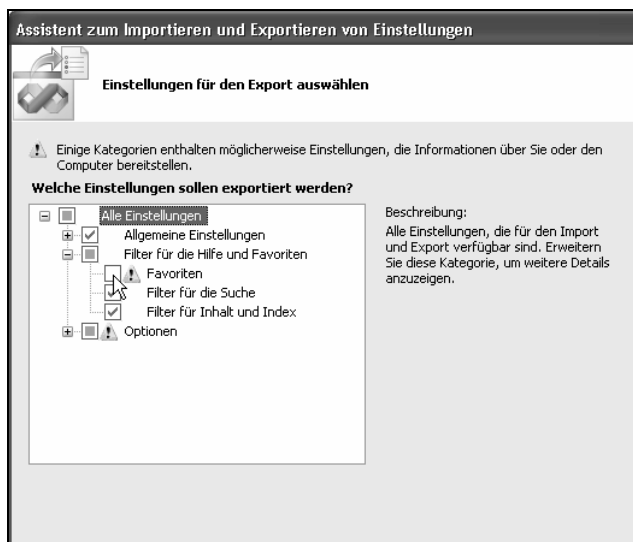 Assistent zum Importieren und Exportieren von Einstellungen
Einstellungen für den Export auswählen
Einige Kategorien enthalten möglicherweise Einstellungen, die Informationen über Sie oder den
Computer bereitstellen.
Welche Einstellungen sollen exportiert werden?
Alle Einstellungen
Allgemeine Einstellungen
Filter für die Hilfe und Favoriten
Favoriten
Filter für die Suche
Filter für Inhalt und Index
Optionen
Beschreibung:
Alle Einstellungen, die für den Import
und Export verfügbar sind. Erweitern
Sie diese Kategorie, um weitere Details
anzuzeigen.